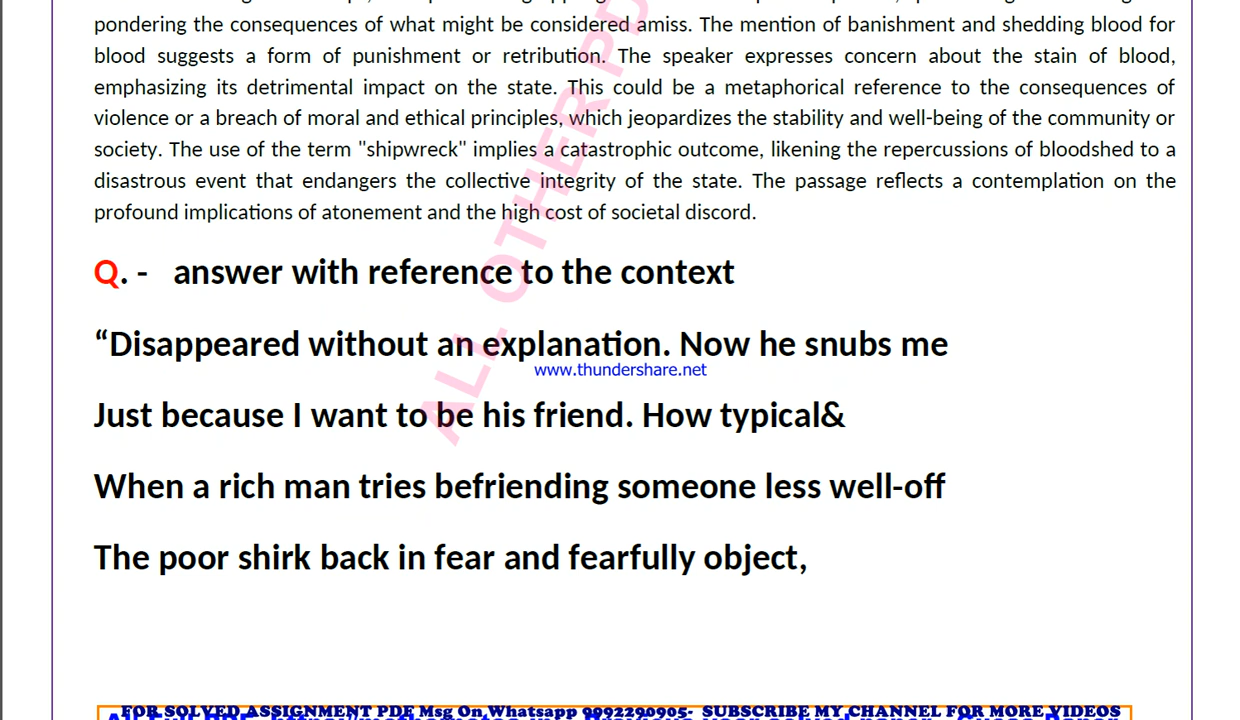 pondering the consequences of what might be considered amiss. The mention of banishment and shedding blood for
blood suggests a form of punishment or retribution. The speaker expresses concern about the stain of blood,
emphasizing its detrimental impact on the state. This could be a metaphorical reference to the consequences of
violence or a breach of moral and ethical principles, which jeopardizes the stability and well-being of the community or
society. The use of the term "shipwreck" implies a catastrophic outcome, likening the repercussions of bloodshed to a
disastrous event that endangers the collective integrity of the state. The passage reflects a contemplation on the
profound implications of atonement and the high cost of societal discord.
Q. - answer with reference to the context
“Disappeared without an explanation. Now he snubs me
www.thundershare.net
Just because I want to be his friend. How typical&
When a rich man tries befriending someone less well-off
The poor shirk back in fear and fearfully object,
ALL OTHER PD
FOR SOLVED ASSIGNMENT PDF Msg On Whatsapp 9992290905- SUBSCRIBE MY CHANNEL FOR MORE VIDEOS